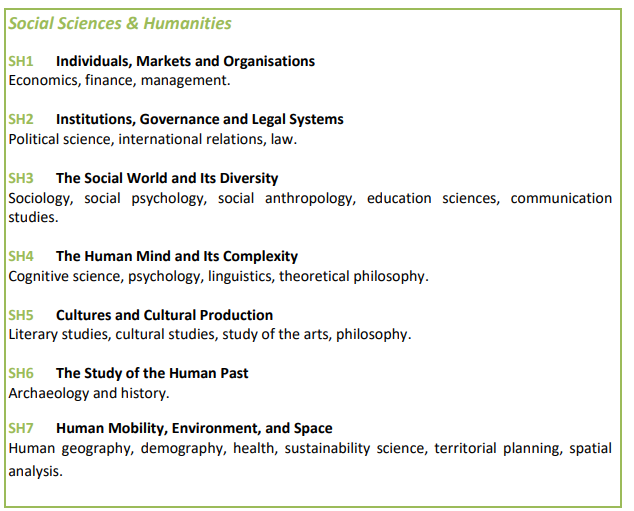 Social Sciences & Humanities
SH1 Individuals, Markets and Organisations
Economics, finance, management.
SH2 Institutions, Governance and Legal Systems
Political science, international relations, law.
SH3 The Social World and Its Diversity
Sociology, social psychology, social anthropology, education sciences, communication
studies.
SH4 The Human Mind and Its Complexity
Cognitive science, psychology, linguistics, theoretical philosophy.
SH5 Cultures and Cultural Production
Literary studies, cultural studies, study of the arts, philosophy.
SH6 The Study of the Human Past
Archaeology and history.
SH7 Human Mobility, Environment, and Space
Human geography, demography, health, sustainability science, territorial planning, spatial
analysis.